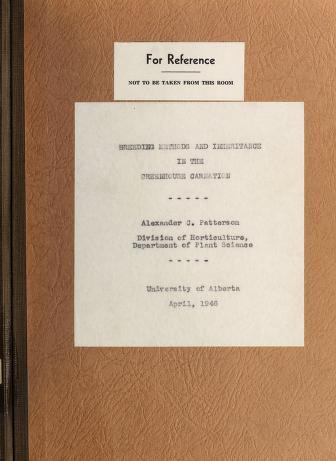 For Reference
NOT TO BE TAKEN FROM THIS ROOM
BREEDING METHODS AND INHERITANCE
IN THE
GREENHOUSE CARNATION
- - - - -
Alexander C. Patterson
Division of Horticulture,
Department of Plant Science
- - - - -
University of Alberta
April, 1946